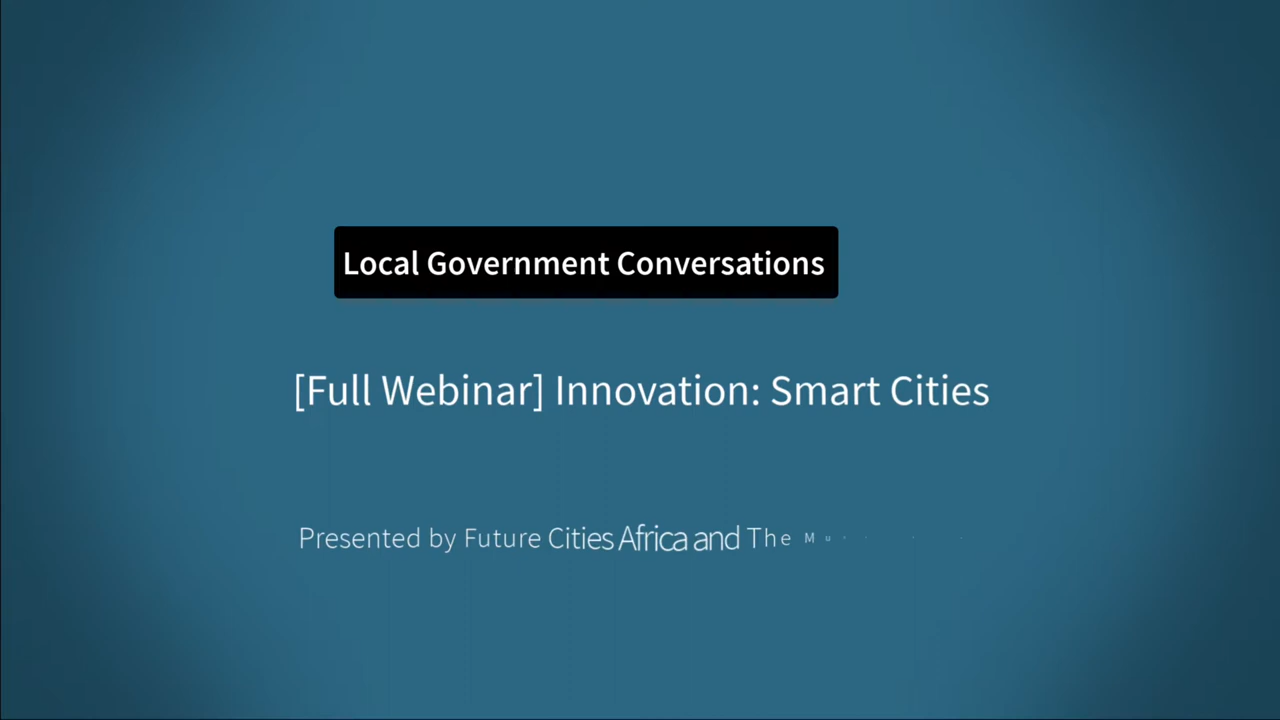 Local Government Conversations
[Full Webinar] Innovation: Smart Cities
Presented by Future Cities Africa and The